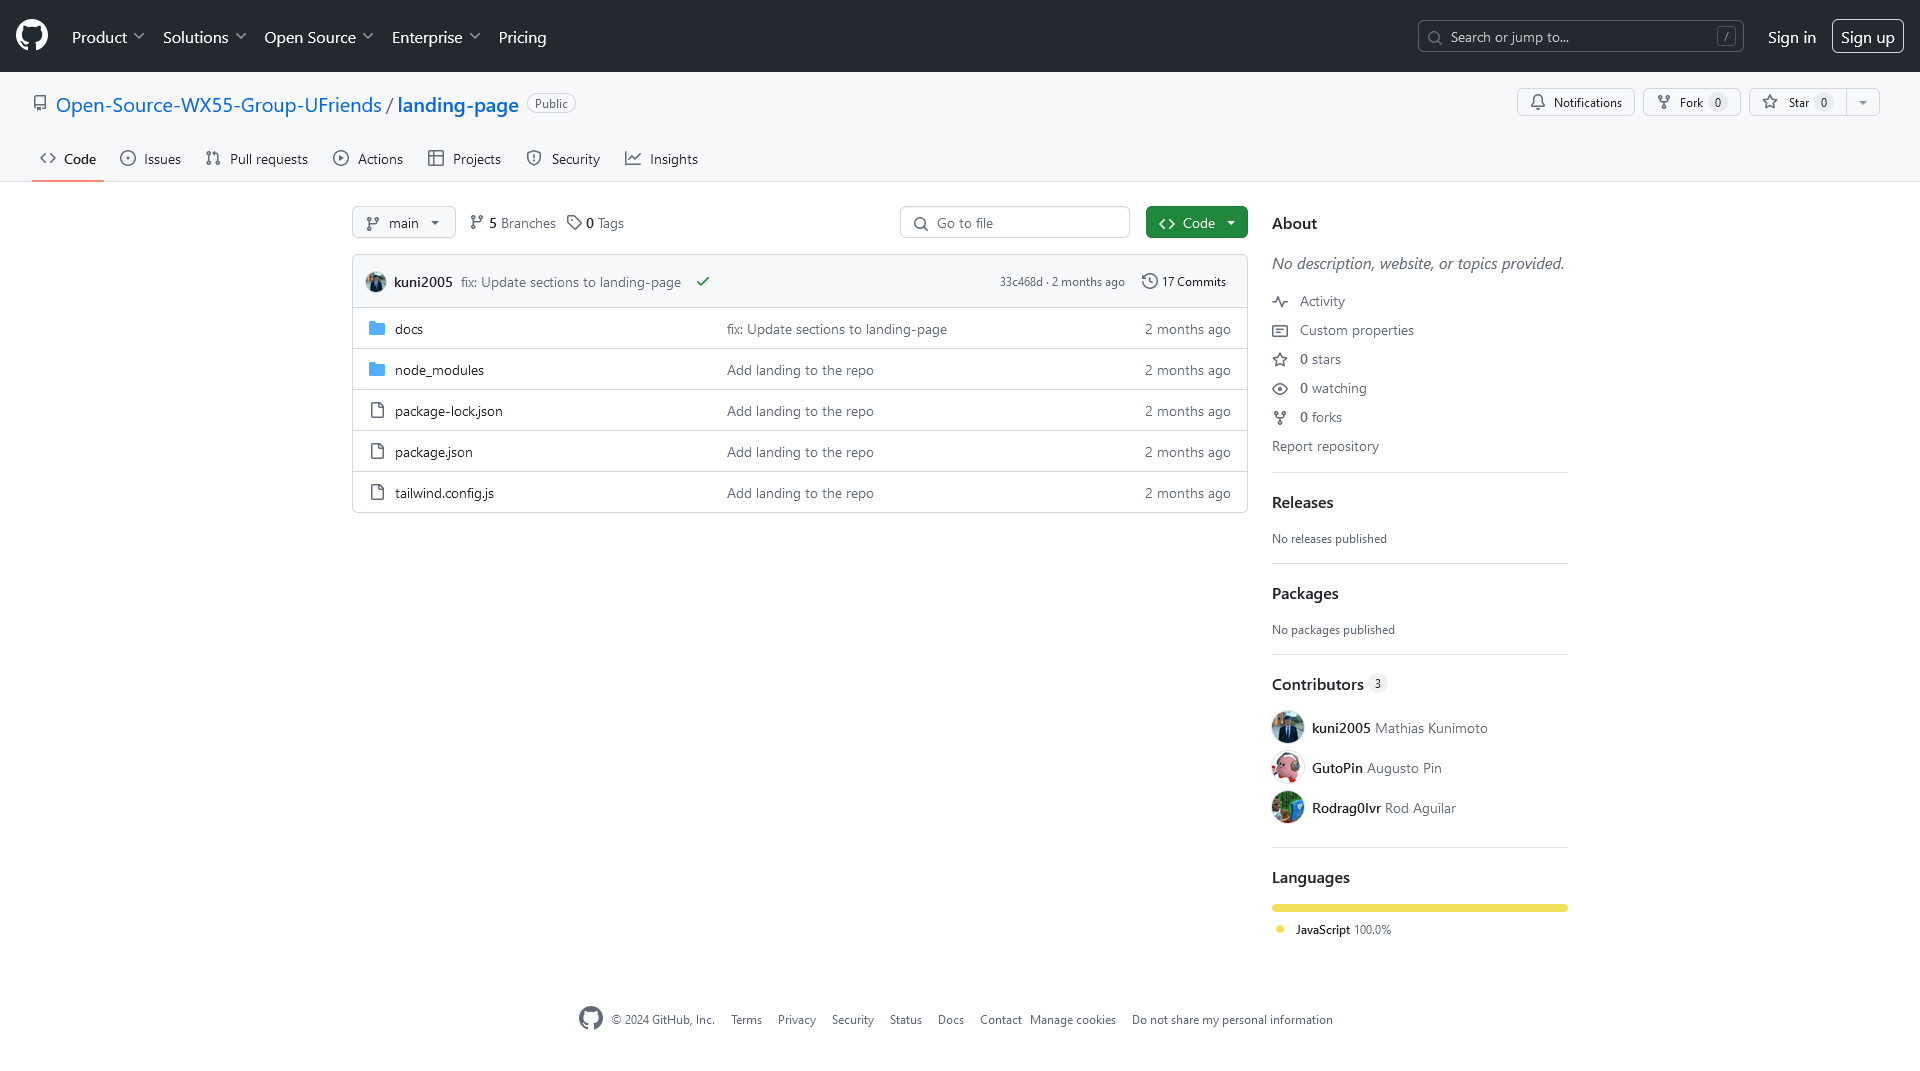 Product Solutions Open Source Enterprise Pricing Search or jump to... / Sign in Sign up
Open-Source-WX55-Group-UFriends / landing-page Public Notifications Fork 0 Star 0
Code Issues Pull requests Actions Projects Security Insights
main 5 Branches 0 Tags Go to file Code
kuni2005 fix: Update sections to landing-page 33c468d · 2 months ago 17 Commits
docs fix: Update sections to landing-page 2 months ago
node_modules Add landing to the repo 2 months ago
package-lock.json Add landing to the repo 2 months ago
package.json Add landing to the repo 2 months ago
tailwind.config.js Add landing to the repo 2 months ago
About
No description, website, or topics provided.
Activity
Custom properties
0 stars
0 watching
0 forks
Report repository
Releases
No releases published
Packages
No packages published
Contributors 3
kuni2005 Mathias Kunimoto
GutoPin Augusto Pin
Rodrag0lvr Rod Aguilar
Languages
JavaScript 100.0%
© 2024 GitHub, Inc. Terms Privacy Security Status Docs Contact Manage cookies Do not share my personal information